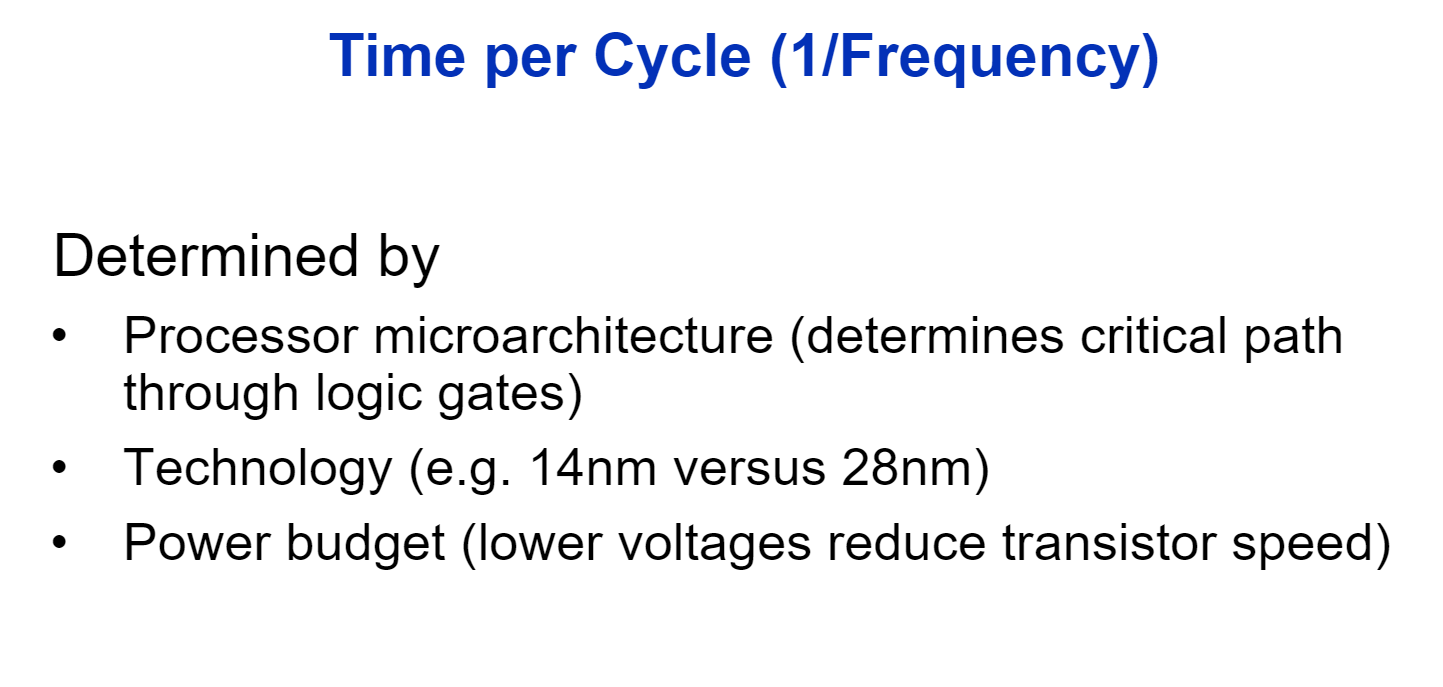 Time per Cycle (1/Frequency)
Determined by
• Processor microarchitecture (determines critical path
through logic gates)
• Technology (e.g. 14nm versus 28nm)
• Power budget (lower voltages reduce transistor speed)